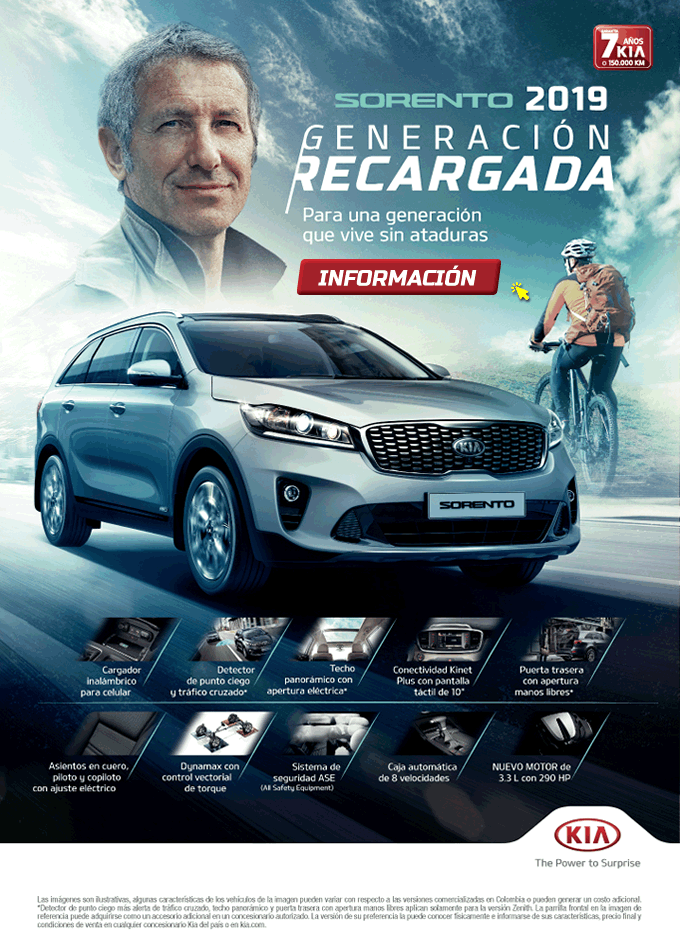 GARANTÍA
7 AÑOS
KIA
o 150.000 KM
SORENTO 2019
GENERACIÓN
RECARGADA
Para una generación
que vive sin ataduras
INFORMACIÓN
KIA
SORENTO
Cargador
inalámbrico
para celular
Detector
de punto ciego
y tráfico cruzado*
Techo
panorámico con
apertura eléctrica*
Conectividad Kinet
Plus con pantalla
táctil de 10"
Puerta trasera
con apertura
manos libres*
Asientos en cuero,
piloto y copiloto
con ajuste eléctrico
Dynamax con
control vectorial
de torque
Sistema de
seguridad ASE
(All Safety Equipment)
Caja automática
de 8 velocidades
NUEVO MOTOR de
3.3 L con 290 HP
KIA
The Power to Surprise
Las imágenes son ilustrativas, algunas características de los vehículos de la imagen pueden variar con respecto a las versiones comercializadas en Colombia o pueden generar un costo adicional.
*Detector de punto ciego más alerta de tráfico cruzado, techo panorámico y puerta trasera con apertura manos libres aplican solamente para la versión Zenith. La parrilla frontal en la imagen de
referencia puede adquirirse como un accesorio adicional en un concesionario autorizado. La versión de su preferencia la puede conocer físicamente e informarse de sus características, precio final y
condiciones de venta en cualquier concesionario Kia del país o en kia.com.